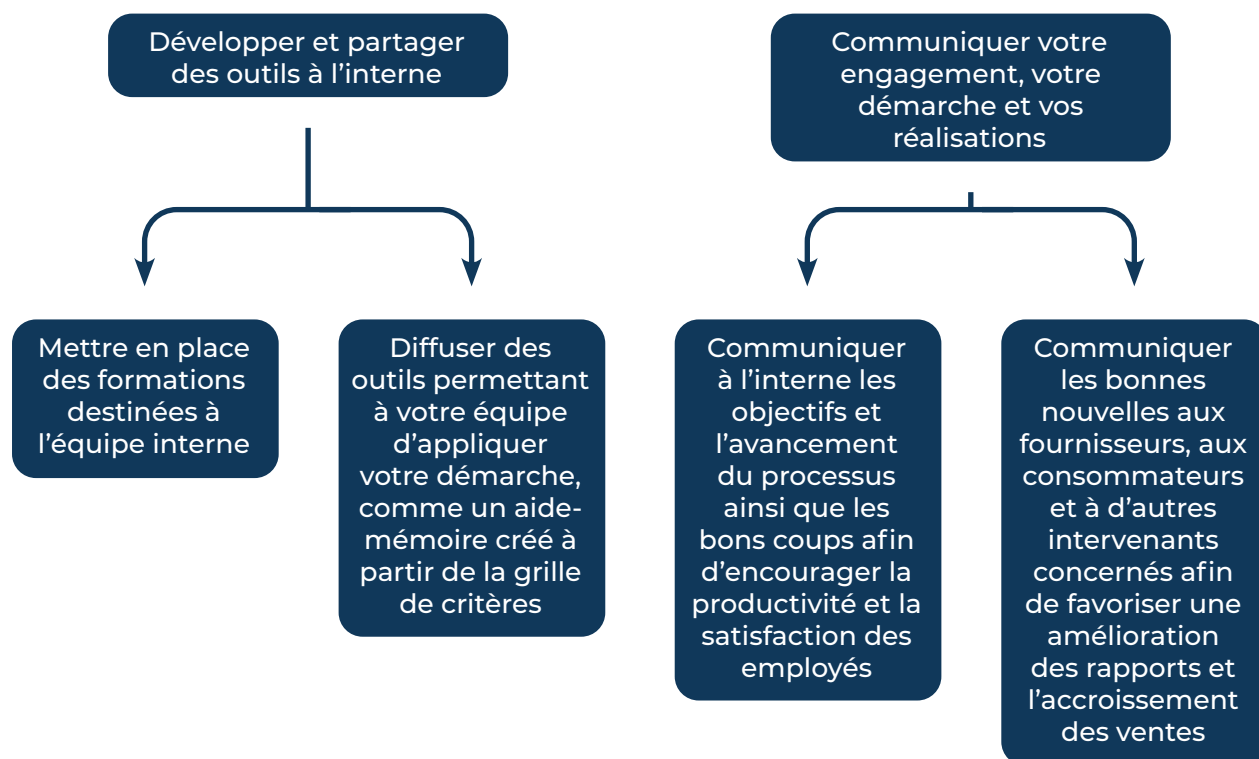 Développer et partager
des outils à l’interne
Communiquer votre
engagement, votre
démarche et vos
réalisations
Mettre en place
des formations
destinées à
l’équipe interne
Diffuser des
outils permettant
à votre équipe
d’appliquer
votre démarche,
comme un aide-
mémoire créé à
partir de la grille
de critères
Communiquer
à l’interne les
objectifs et
l’avancement
du processus
ainsi que les
bons coups afin
d’encourager la
productivité et la
satisfaction des
employés
Communiquer
les bonnes
nouvelles aux
fournisseurs, aux
consommateurs
et à d’autres
intervenants
concernés afin
de favoriser une
amélioration
des rapports et
l’accroissement
des ventes